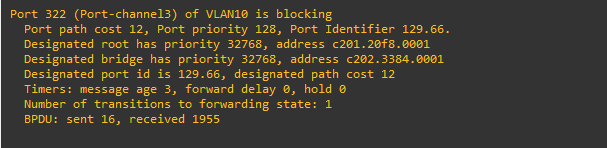 Port 322 (Port-channel3) of VLAN10 is blocking
Port path cost 12, Port priority 128, Port Identifier 129.66.
Designated root has priority 32768, address c201.20f8.0001
Designated bridge has priority 32768, address c202.3384.0001
Designated port id is 129.66, designated path cost 12
Timers: message age 3, forward delay 0, hold 0
Number of transitions to forwarding state: 1
BPDU: sent 16, received 1955